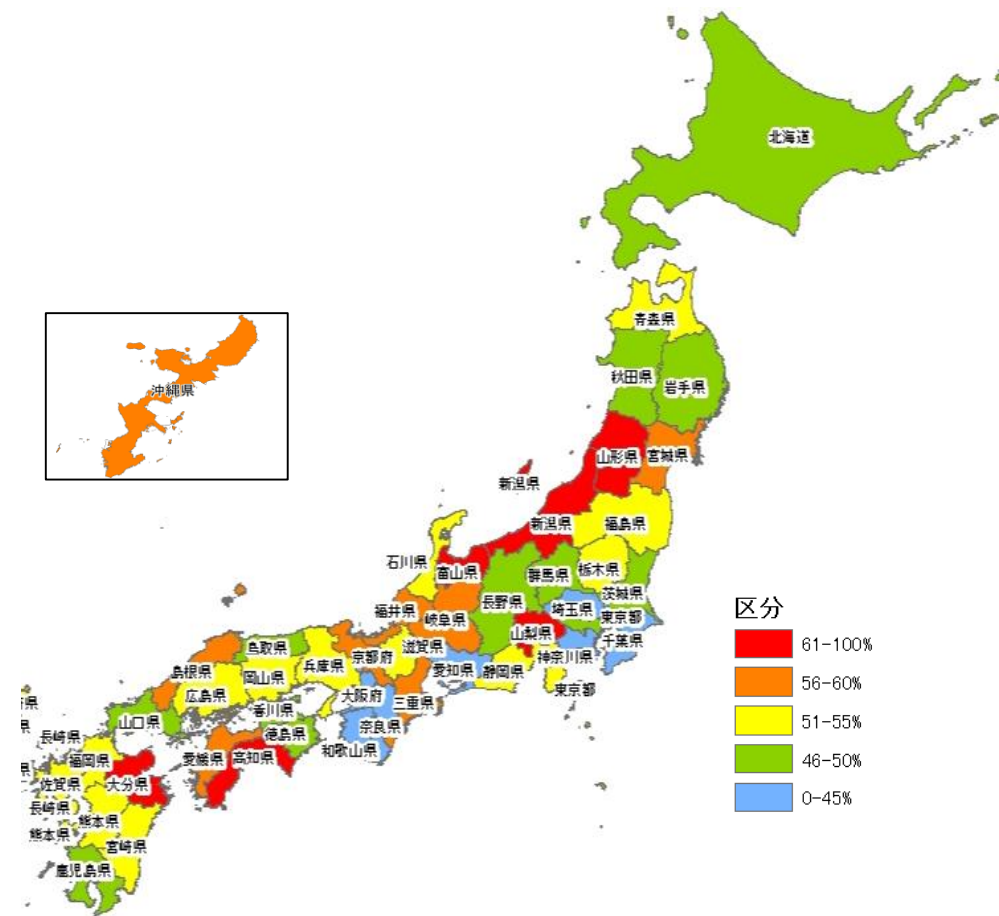 北海道
青森県
秋田県
岩手県
沖縄県
山形県
宮城県
新潟県
新潟県
福島県
石川県
富山県
群馬県
栃木県
長野県
茨城県
福井県
岐阜県
埼玉県
東京都
山梨県
千葉県
鳥取県
滋賀県
神奈川県
兵庫県
京都府
愛知県
静岡県
島根県
岡山県
広島県
大阪府
東京都
香川県
三重県
山口県
奈良県
徳島県
長崎県
和歌山県
福岡県
愛媛県
高知県
佐賀県
大分県
長崎県
熊本県
熊本県
宮崎県
鹿児島県
区分
61-100%
56-60%
51-55%
46-50%
0-45%